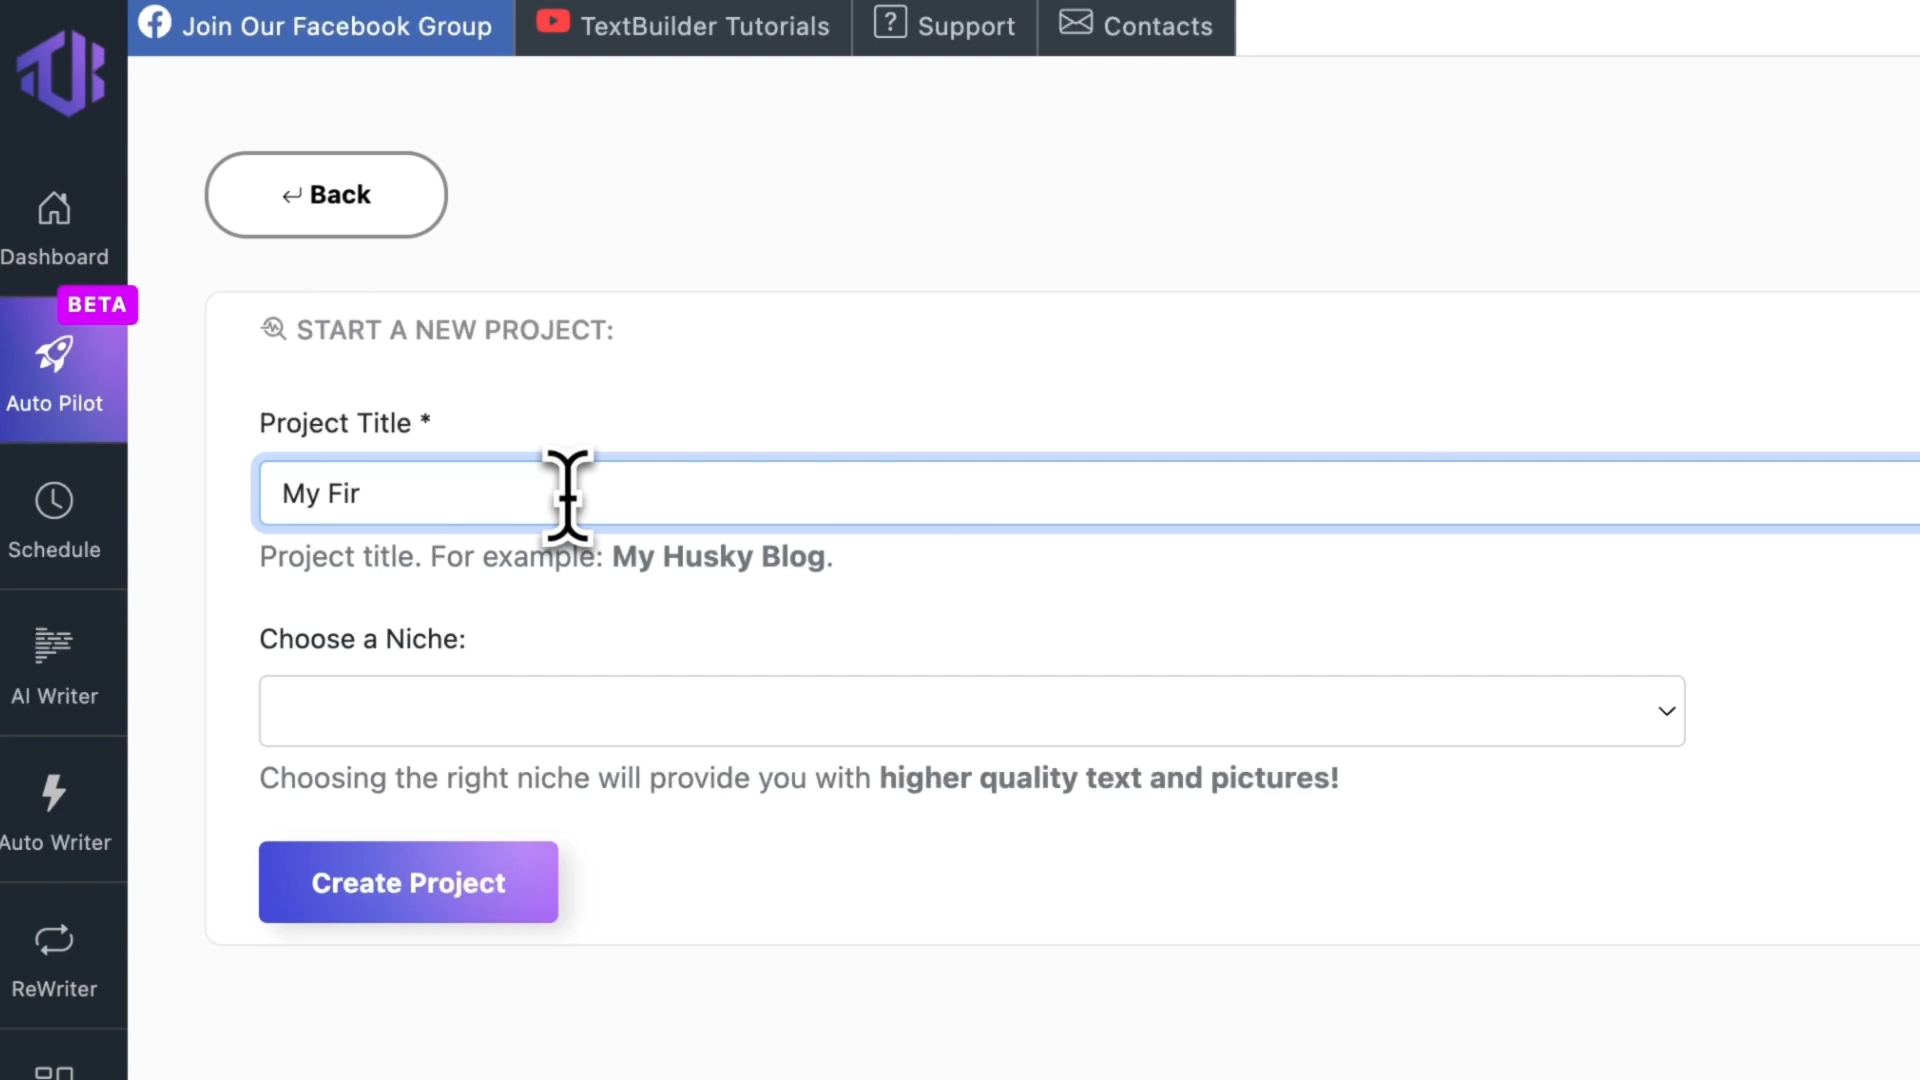 Join Our Facebook Group
TextBuilder Tutorials
Support
Contacts
Dashboard
BETA
Auto Pilot
Schedule
AI Writer
Auto Writer
ReWriter
Back
START A NEW PROJECT:
Project Title *
My Fir
Project title. For example: My Husky Blog.
Choose a Niche:
Choosing the right niche will provide you with higher quality text and pictures!
Create Project